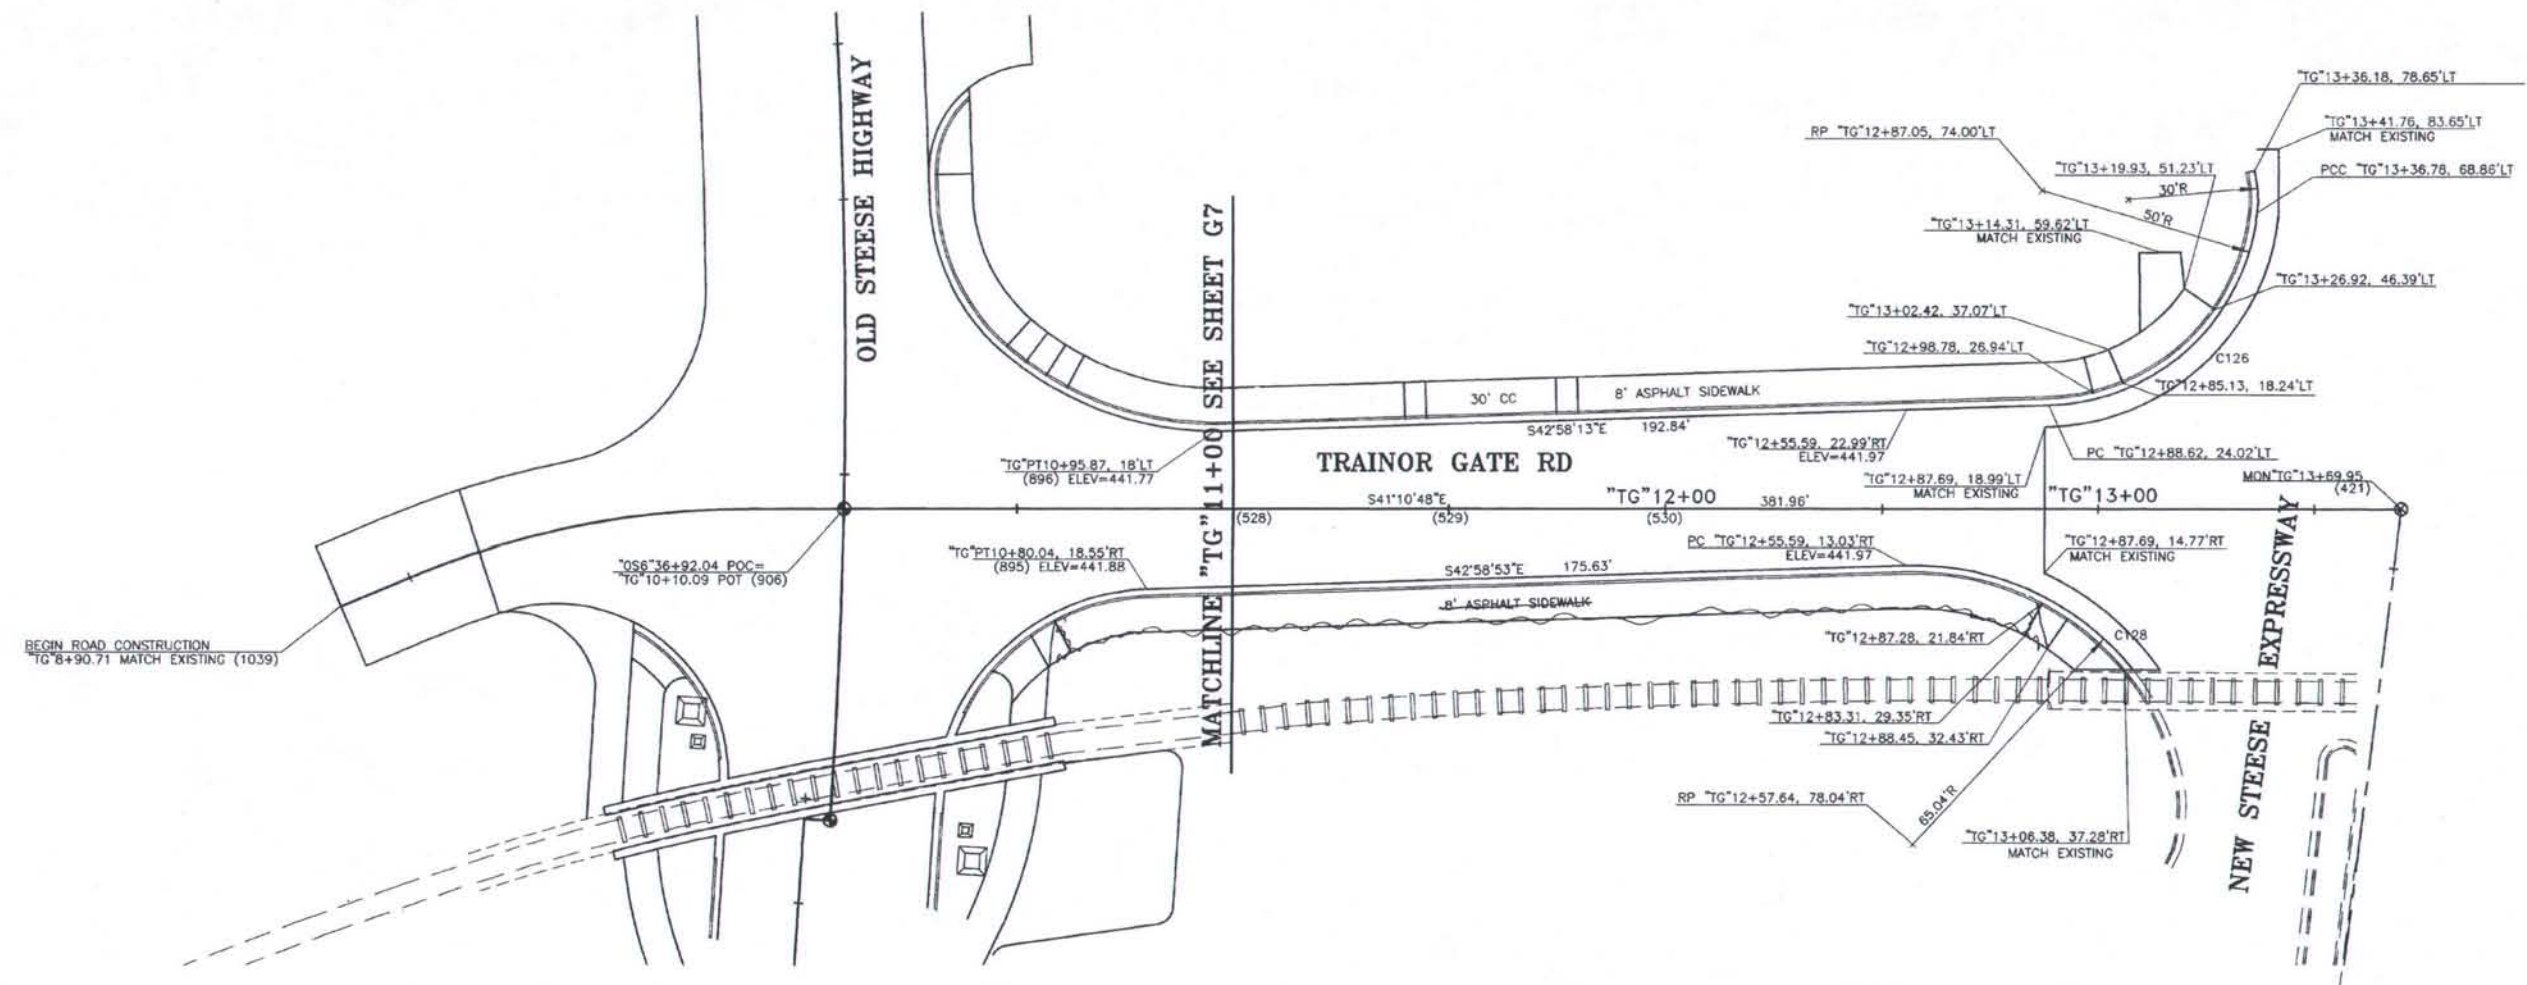 "TG"13+36.18, 78.65'LT
"TG"13+41.76, 83.65'LT
MATCH EXISTING
RP "TG"12+87.05, 74.00'LT
"TG"13+19.93, 51.23'LT
PCC "TG"13+36.78, 68.86'LT
30'R
50'R
"TG"13+14.31, 59.62'LT
MATCH EXISTING
"TG"13+26.92, 46.39'LT
"TG"13+02.42, 37.07'LT
"TG"12+98.78, 26.94'LT
C126
"TG"12+85.13, 18.24'LT
OLD STEESE HIGHWAY
MATCHLINE "TG"11+00 SEE SHEET G7
30' CC
8' ASPHALT SIDEWALK
S42°58'13"E 192.84'
"TG"12+55.59, 22.99'RT
ELEV=441.97
PC "TG"12+88.62, 24.02'LT
"TG"PT10+95.87, 18'LT
(896) ELEV=441.77
TRAINOR GATE RD
"TG"12+87.69, 18.99'LT
MATCH EXISTING
MON"TG"13+69.95
(421)
S41°10'48"E
"TG"12+00
381.96'
"TG"13+00
(528)
(529)
(530)
"OS6"36+92.04 POC=
"TG"10+10.09 POT (906)
"TG"PT10+80.04, 18.55'RT
(895) ELEV=441.88
PC "TG"12+55.59, 13.03'RT
ELEV=441.97
"TG"12+87.69, 14.77'RT
MATCH EXISTING
S42°58'53"E 175.63'
8' ASPHALT SIDEWALK
BEGIN ROAD CONSTRUCTION
"TG"8+90.71 MATCH EXISTING (1039)
"TG"12+87.28, 21.84'RT
C128
"TG"12+83.31, 29.35'RT
"TG"12+88.45, 32.43'RT
RP "TG"12+57.64, 78.04'RT
65.04'R
"TG"13+06.38, 37.28'RT
MATCH EXISTING
NEW STEESE EXPRESSWAY